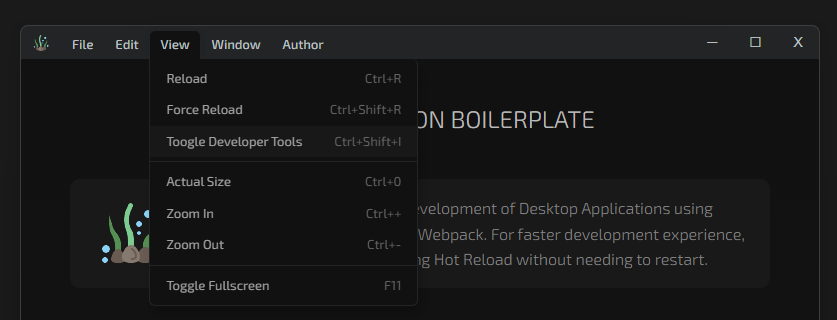 File Edit View Window Author X
Reload Ctrl+R
Force Reload Ctrl+Shift+R
ON BOILERPLATE
Toogle Developer Tools Ctrl+Shift+I
Actual Size Ctrl+0
Zoom In Ctrl++
velopment of Desktop Applications using
Zoom Out Ctrl+-
Webpack. For faster development experience,
ng Hot Reload without needing to restart.
Toggle Fullscreen F11